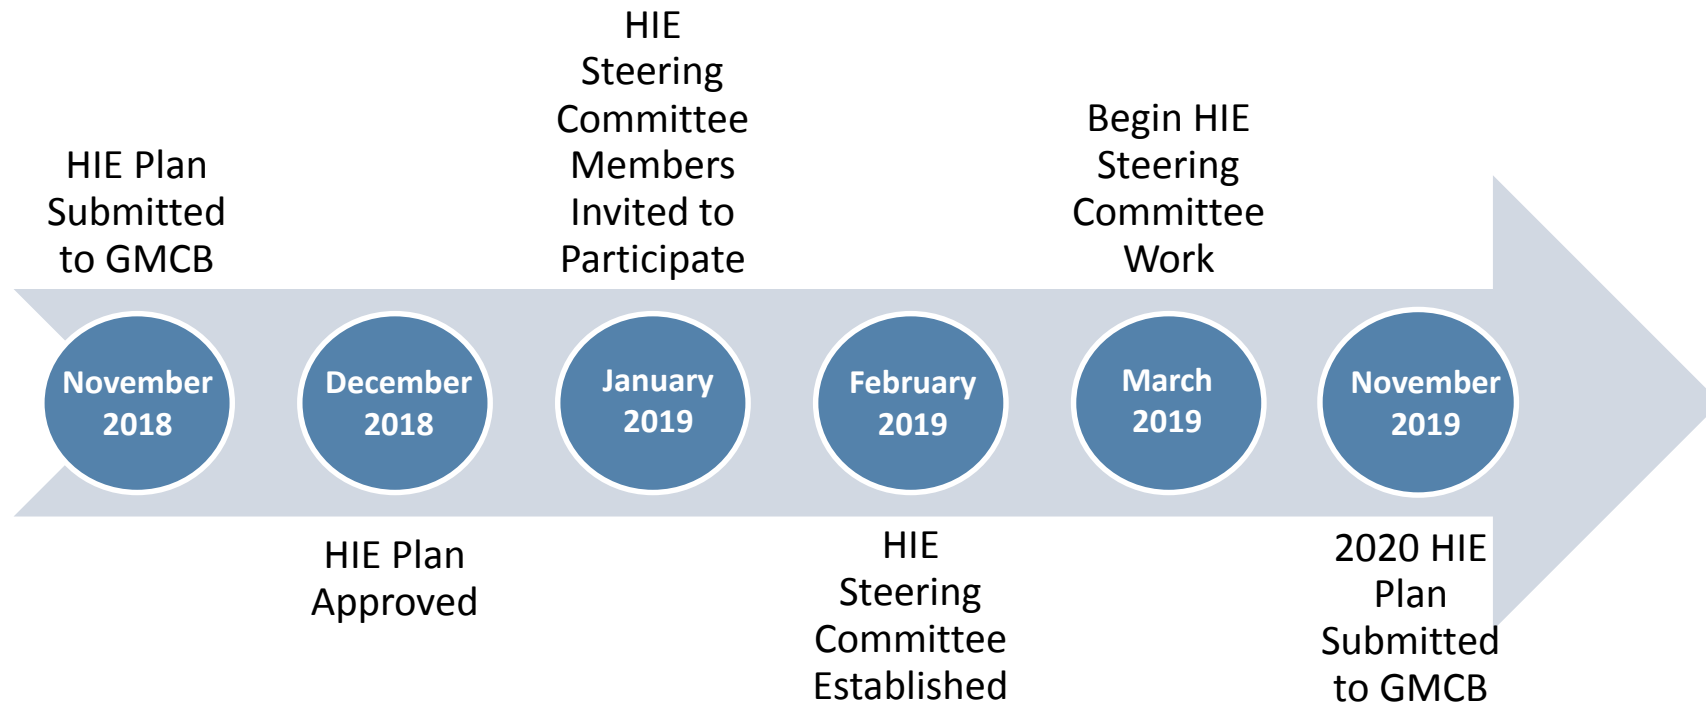 HIE Plan
Submitted
to GMCB
November
2018
December
2018
HIE Plan
Approved
HIE
Steering
Committee
Members
Invited to
Participate
January
2019
February
2019
HIE
Steering
Committee
Established
Begin HIE
Steering
Committee
Work
March
2019
November
2019
2020 HIE
Plan
Submitted
to GMCB